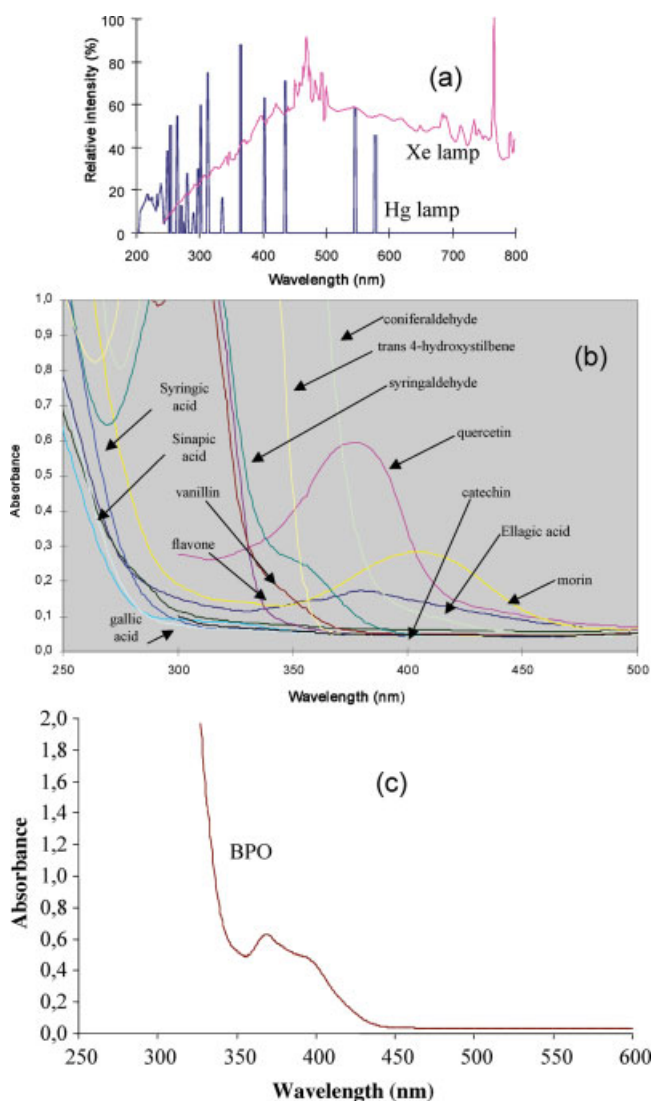 100
80
60
40
20
0
Relative intensity (%)
(a)
Xe lamp
Hg lamp
200 300 400 500 600 700 800
Wavelength (nm)
1,0
0,9
0,8
0,7
0,6
0,5
0,4
0,3
0,2
0,1
0,0
Absorbance
(b)
coniferaldehyde
trans 4-hydroxystilbene
syringaldehyde
Syringic
acid
quercetin
Sinapic
acid
vanillin
catechin
Ellagic acid
flavone
morin
gallic
acid
250 300 350 400 450 500
Wavelength (nm)
2,0
1,8
1,6
1,4
1,2
1,0
0,8
0,6
0,4
0,2
0,0
Absorbance
(c)
BPO
250 300 350 400 450 500 550 600
Wavelength (nm)